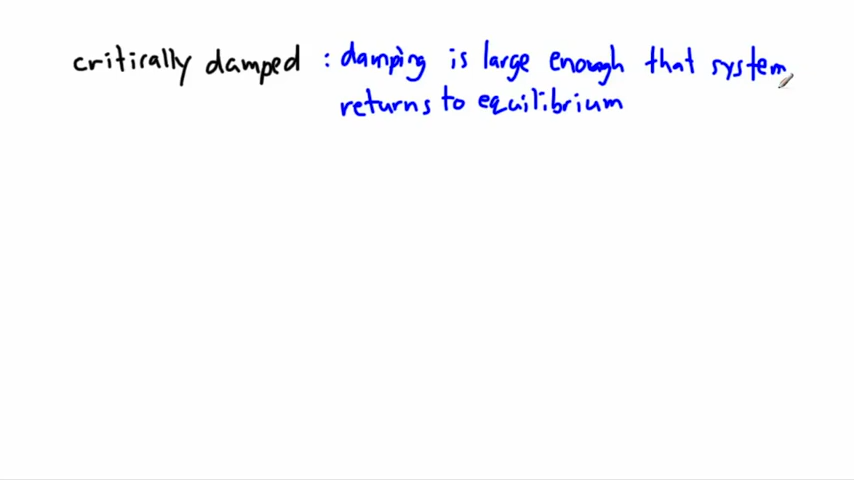 critically damped : damping is large enough that system
returns to equilibrium